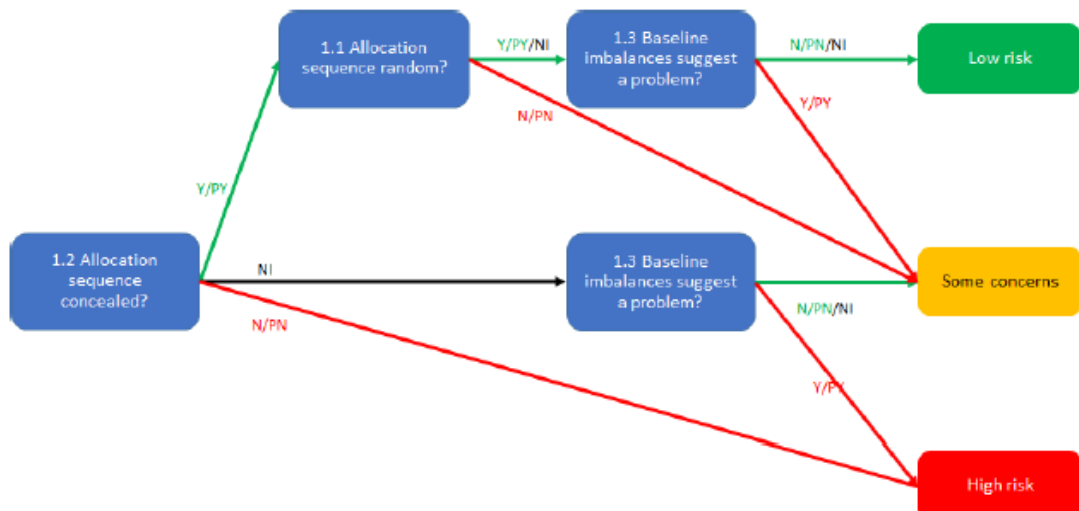 1.1 Allocation
sequence random?
Y/PY/NI
1.3 Baseline
imbalances suggest
a problem?
N/PN/NI
Low risk
N/PN
Y/PY
Y/PY
1.2 Allocation
sequence
concealed?
NI
N/PN
1.3 Baseline
imbalances suggest
a problem?
N/PN/NI
Some concerns
Y/PY
High risk